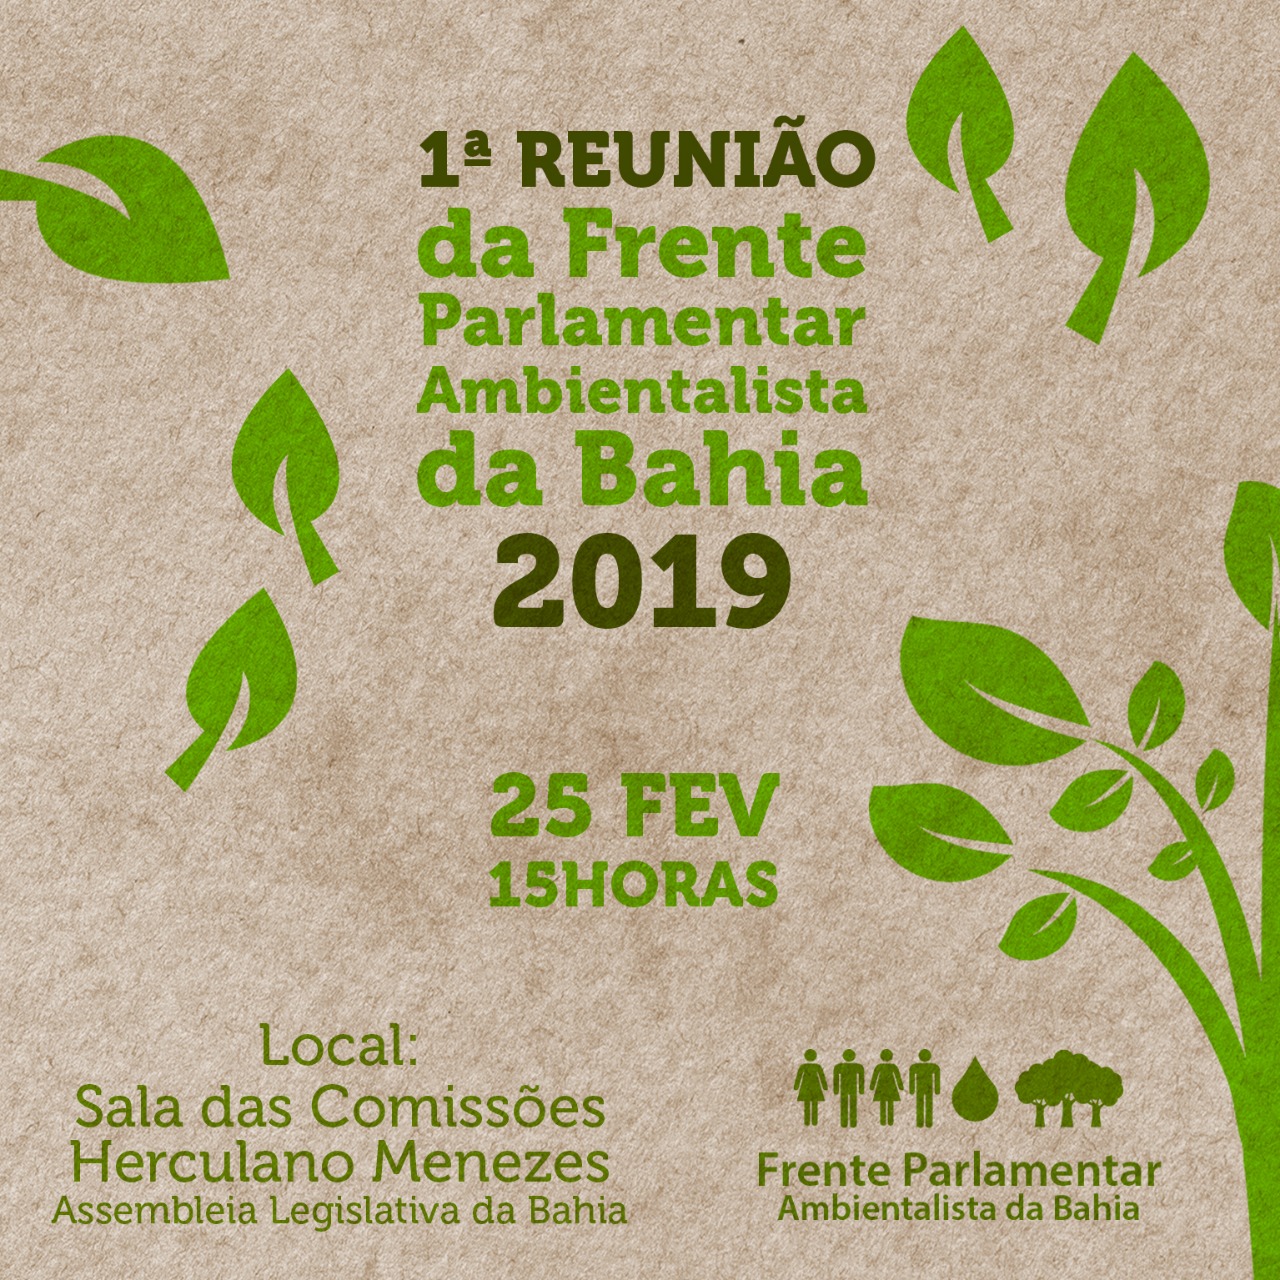 1ª REUNIÃO
da Frente
Parlamentar
Ambientalista
da Bahia
2019
25 FEV
15HORAS
Local:
Sala das Comissões
Herculano Menezes
Assembleia Legislativa da Bahia
Frente Parlamentar
Ambientalista da Bahia